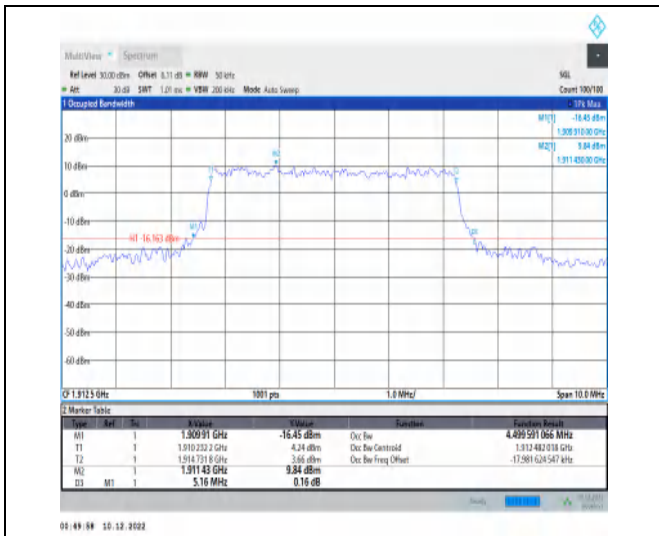 MultiView Spectrum
Ref Level 30.00 dBm Offset 8.11 dB RBW 50 kHz SGL
Att 30 dB SWT 1.01 ms VBW 200 kHz Mode Auto Sweep Count 100/100
1 Occupied Bandwidth 1Pk Max
M1[1] -16.45 dBm
1.909 910 00 GHz
M2[1] 9.84 dBm
1.911 430 00 GHz
20 dBm
M2
10 dBm
T1
0 dBm
-10 dBm
M1
H1 -16.163 dBm
-20 dBm
-30 dBm
-40 dBm
-50 dBm
-60 dBm
CF 1.912 5 GHz 1001 pts 1.0 MHz/ Span 10.0 MHz
2 Marker Table
Type Ref Trc X-Value Y-Value Function Function Result
M1 1 1.909 91 GHz -16.45 dBm Occ Bw 4.499 591 066 MHz
T1 1 1.910 232 2 GHz 4.24 dBm Occ Bw Centroid 1.912 482 018 GHz
T2 1 1.914 731 8 GHz 3.66 dBm Occ Bw Freq Offset -17.981 624 547 kHz
M2 1 1.911 43 GHz 9.84 dBm
D3 M1 1 5.16 MHz 0.16 dB
Ready
00:49:58 10.12.2022